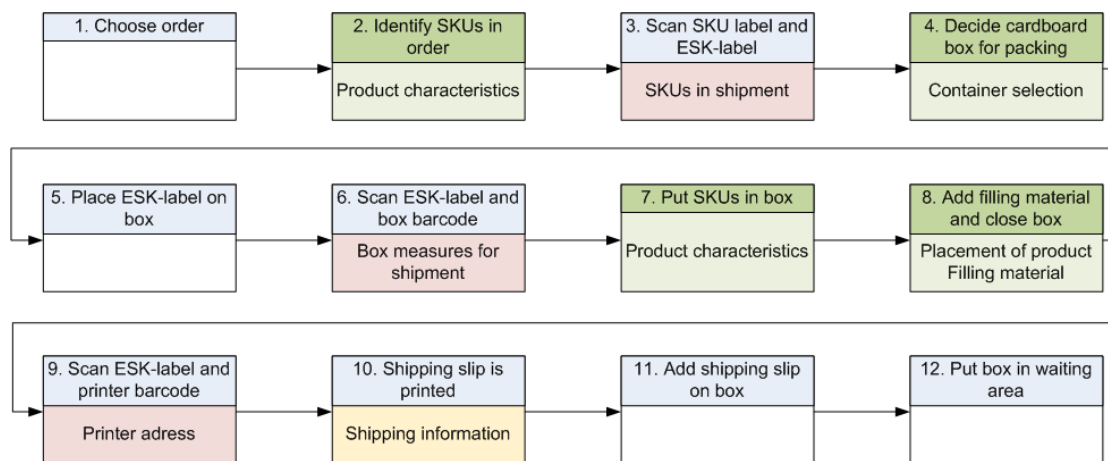 1. Choose order
2. Identify SKUs in
order
Product characteristics
3. Scan SKU label and
ESK-label
SKUs in shipment
4. Decide cardboard
box for packing
Container selection
5. Place ESK-label on
box
6. Scan ESK-label and
box barcode
Box measures for
shipment
7. Put SKUs in box
Product characteristics
8. Add filling material
and close box
Placement of product
Filling material
9. Scan ESK-label and
printer barcode
Printer adress
10. Shipping slip is
printed
Shipping information
11. Add shipping slip
on box
12. Put box in waiting
area